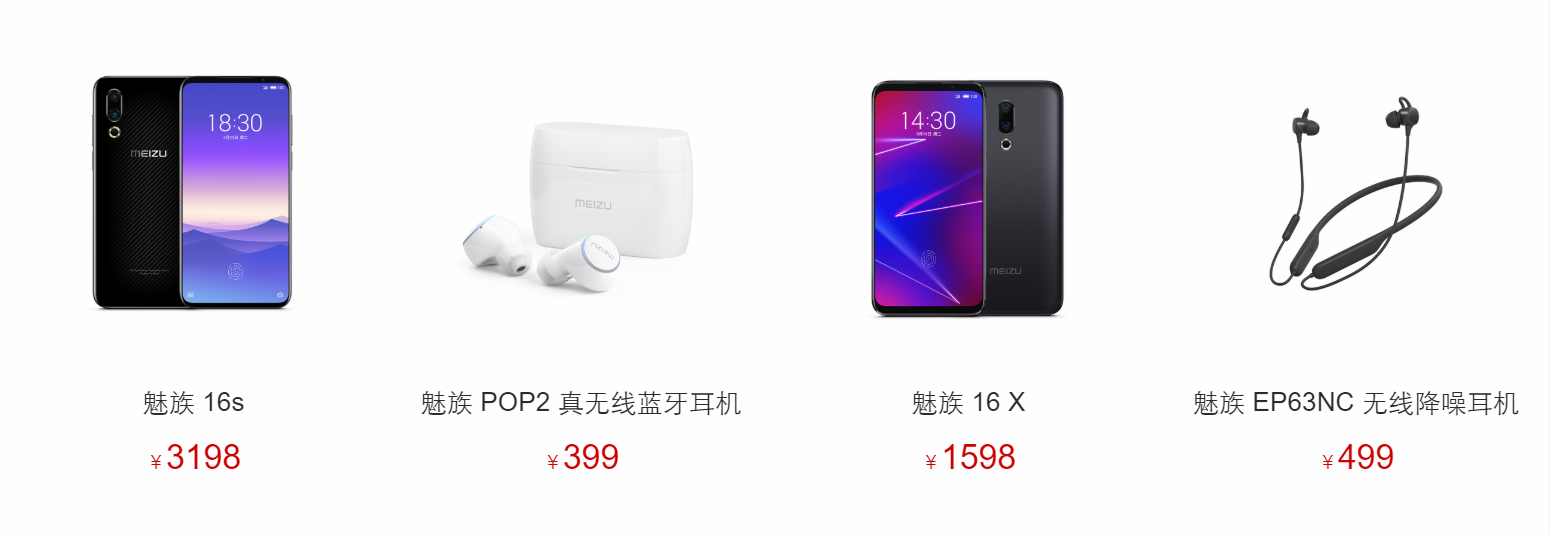 18:30
MEIZU
MEIZU
MEIZU
14:30
MEIZU
魅族 16s
魅族 POP2 真无线蓝牙耳机
魅族 16 X
魅族 EP63NC 无线降噪耳机
¥3198
¥399
¥1598
¥499